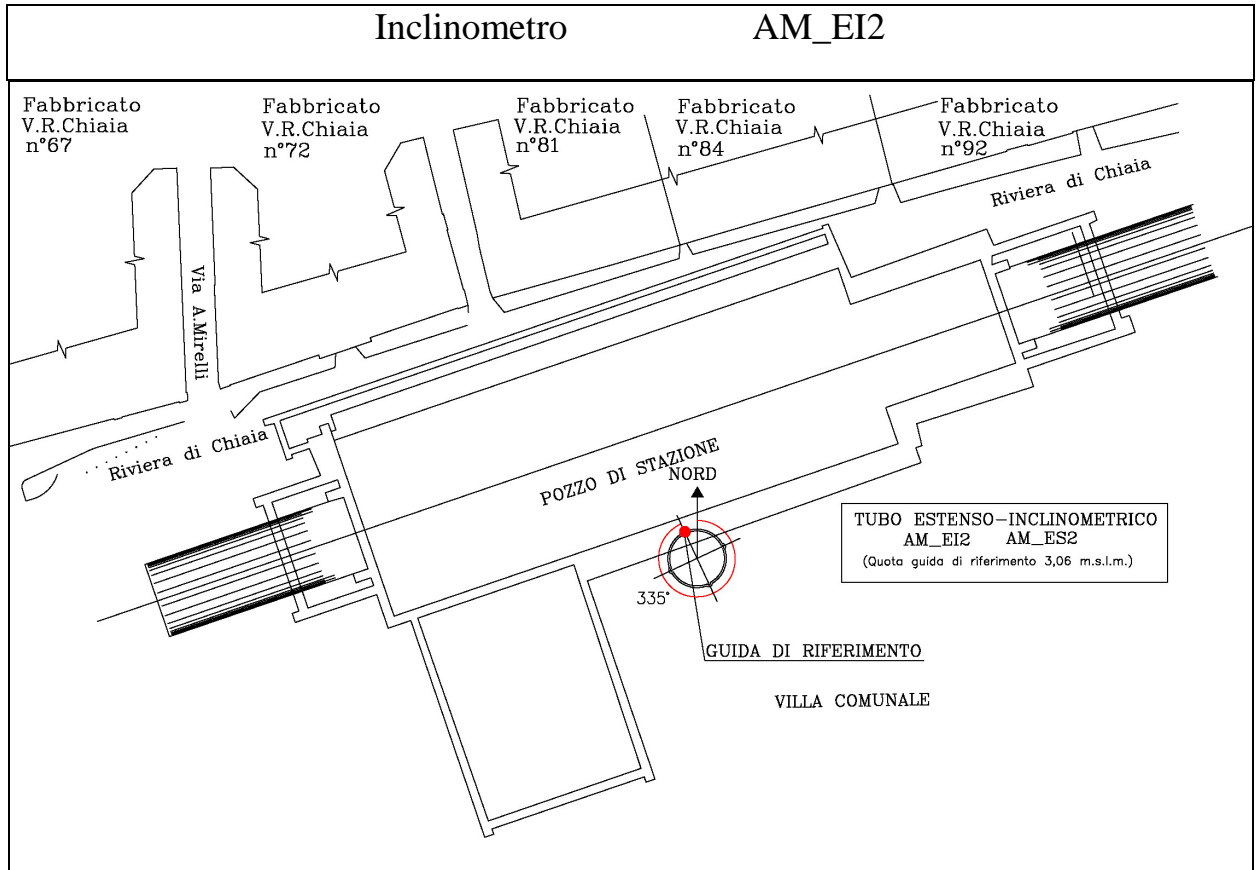 Inclinometro AM_EI2
Fabbricato
V.R.Chiaia
n°67
Fabbricato
V.R.Chiaia
n°72
Fabbricato
V.R.Chiaia
n°81
Fabbricato
V.R.Chiaia
n°84
Fabbricato
V.R.Chiaia
n°92
Riviera di Chiaia
Via A.Mirelli
Riviera di Chiaia
POZZO DI STAZIONE
NORD
TUBO ESTENSO-INCLINOMETRICO
AM_EI2 AM_ES2
(Quota guida di riferimento 3,06 m.s.l.m.)
335°
GUIDA DI RIFERIMENTO
VILLA COMUNALE